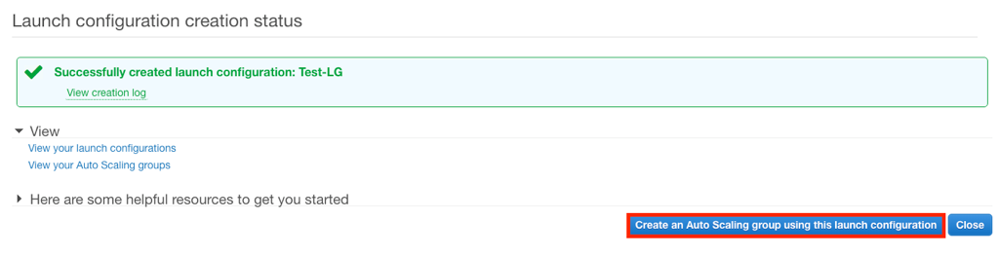 Launch configuration creation status
Successfully created launch configuration: Test-LG
View creation log
View
View your launch configurations
View your Auto Scaling groups
Here are some helpful resources to get you started
Create an Auto Scaling group using this launch configuration Close